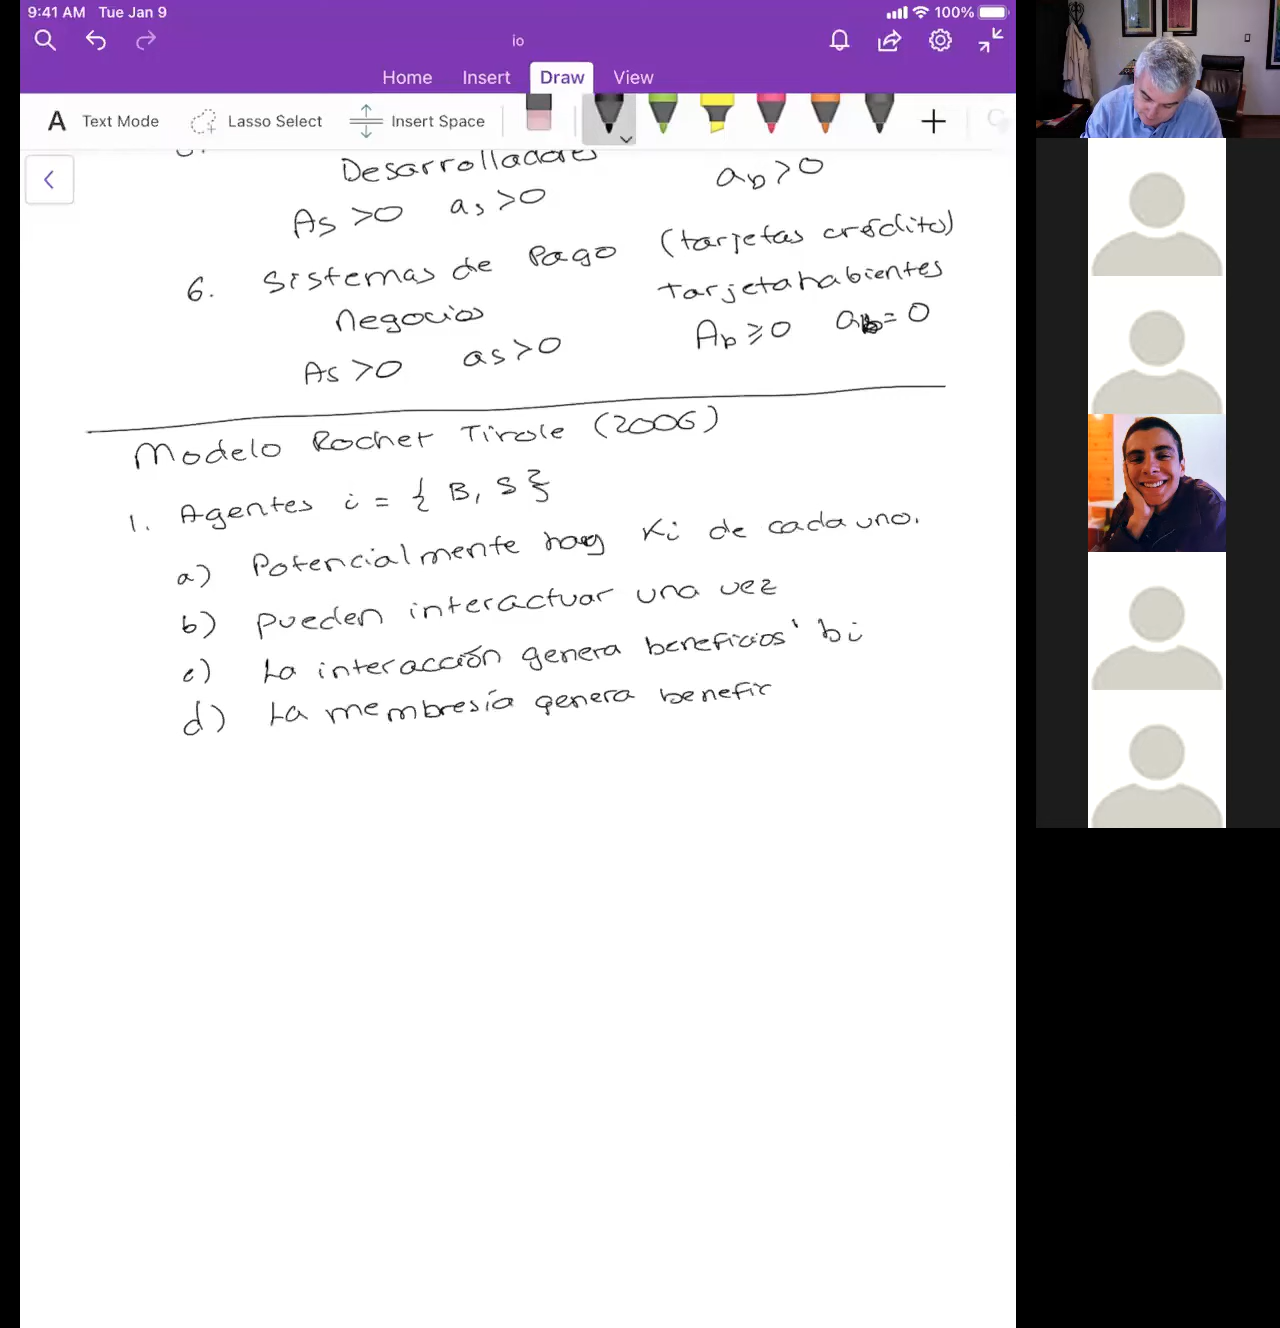 9:41 AM Tue Jan 9
100%
io
Home Insert Draw View
A Text Mode Lasso Select Insert Space
Desarrolladores
As >0 as >0 ab >0
6. Sistemas de Pago (tarjetas crédito)
negocios tarjetahabientes
As >0 as >0 Ab ≥ 0 ab = 0
Modelo Rochet Tirole (2006)
1. Agentes i = { B, S }
a) Potencialmente hay Ki de cada uno.
b) Pueden interactuar una vez
c) La interacción genera beneficios' bi
d) La membresía genera benefic